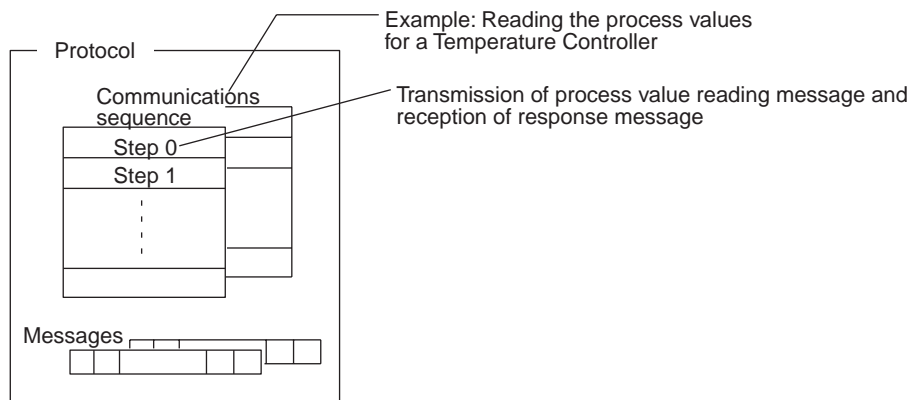 Example: Reading the process values
for a Temperature Controller
Protocol
Communications
sequence
Transmission of process value reading message and
reception of response message
Step 0
Step 1
Messages